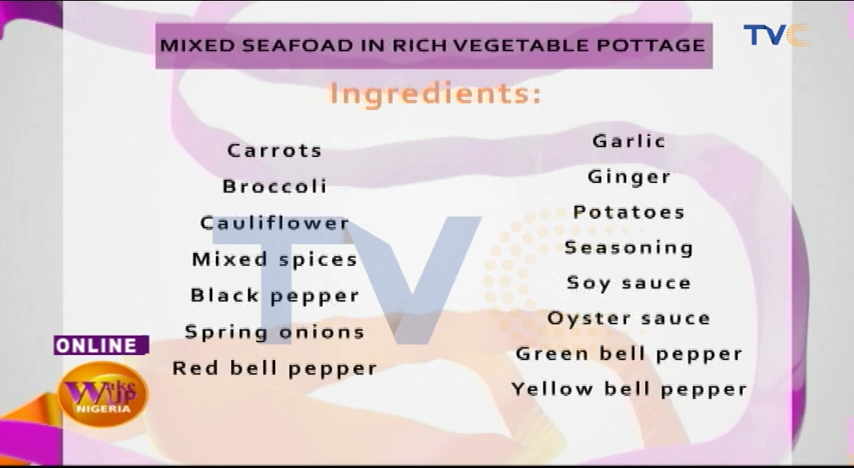 TVC
MIXED SEAFOAD IN RICH VEGETABLE POTTAGE
Ingredients:
Carrots
Broccoli
Cauliflower
Mixed spices
Black pepper
Spring onions
Red bell pepper
Garlic
Ginger
Potatoes
Seasoning
Soy sauce
Oyster sauce
Green bell pepper
Yellow bell pepper
TVC
ONLINE
Wake
UP
NIGERIA